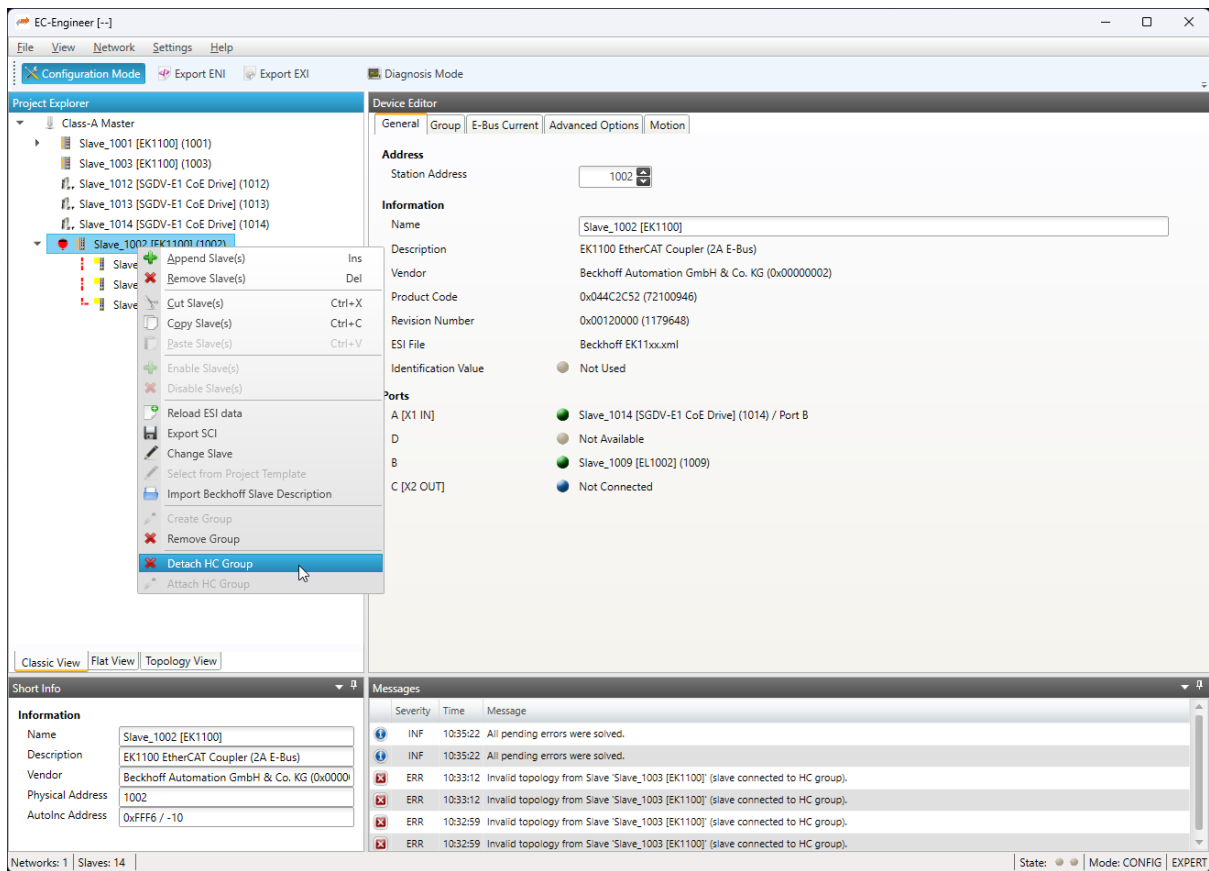 EC-Engineer [--]
File View Network Settings Help
Configuration Mode Export ENI Export EXI Diagnosis Mode
Project Explorer
Class-A Master
Slave_1001 [EK1100] (1001)
Slave_1003 [EK1100] (1003)
Slave_1012 [SGDV-E1 CoE Drive] (1012)
Slave_1013 [SGDV-E1 CoE Drive] (1013)
Slave_1014 [SGDV-E1 CoE Drive] (1014)
Slave_1002 [EK1100] (1002)
Slave
Slave
Slave
Append Slave(s) Ins
Remove Slave(s) Del
Cut Slave(s) Ctrl+X
Copy Slave(s) Ctrl+C
Paste Slave(s) Ctrl+V
Enable Slave(s)
Disable Slave(s)
Reload ESI data
Export SCI
Change Slave
Select from Project Template
Import Beckhoff Slave Description
Create Group
Remove Group
Detach HC Group
Attach HC Group
Classic View Flat View Topology View
Device Editor
General Group E-Bus Current Advanced Options Motion
Address
Station Address 1002
Information
Name Slave_1002 [EK1100]
Description EK1100 EtherCAT Coupler (2A E-Bus)
Vendor Beckhoff Automation GmbH & Co. KG (0x00000002)
Product Code 0x044C2C52 (72100946)
Revision Number 0x00120000 (1179648)
ESI File Beckhoff EK11xx.xml
Identification Value Not Used
Ports
A [X1 IN] Slave_1014 [SGDV-E1 CoE Drive] (1014) / Port B
D Not Available
B Slave_1009 [EL1002] (1009)
C [X2 OUT] Not Connected
Short Info
Information
Name Slave_1002 [EK1100]
Description EK1100 EtherCAT Coupler (2A E-Bus)
Vendor Beckhoff Automation GmbH & Co. KG (0x0000
Physical Address 1002
AutoInc Address 0xFFF6 / -10
Messages
Severity Time Message
INF 10:35:22 All pending errors were solved.
INF 10:35:22 All pending errors were solved.
ERR 10:33:12 Invalid topology from Slave 'Slave_1003 [EK1100]' (slave connected to HC group).
ERR 10:33:12 Invalid topology from Slave 'Slave_1003 [EK1100]' (slave connected to HC group).
ERR 10:32:59 Invalid topology from Slave 'Slave_1003 [EK1100]' (slave connected to HC group).
ERR 10:32:59 Invalid topology from Slave 'Slave_1003 [EK1100]' (slave connected to HC group).
Networks: 1 Slaves: 14 State: Mode: CONFIG EXPERT